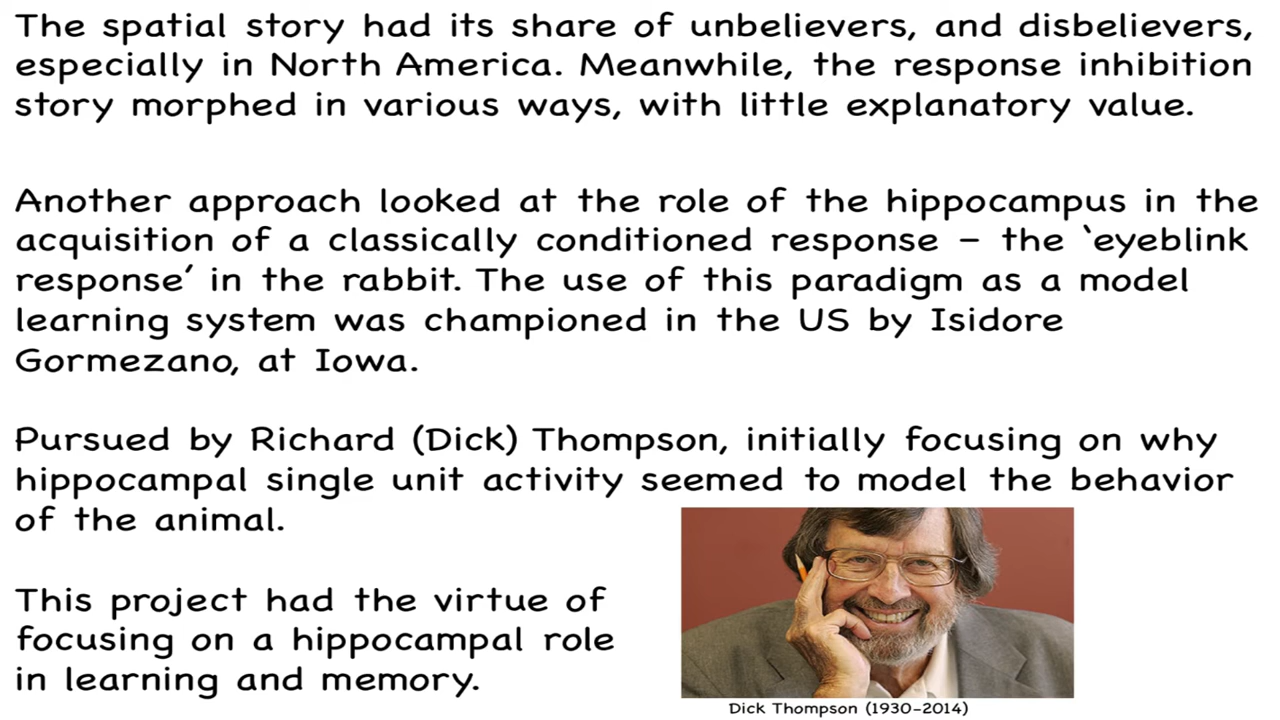 The spatial story had its share of unbelievers, and disbelievers,
especially in North America. Meanwhile, the response inhibition
story morphed in various ways, with little explanatory value.
Another approach looked at the role of the hippocampus in the
acquisition of a classically conditioned response – the ‘eyeblink
response’ in the rabbit. The use of this paradigm as a model
learning system was championed in the US by Isidore
Gormezano, at Iowa.
Pursued by Richard (Dick) Thompson, initially focusing on why
hippocampal single unit activity seemed to model the behavior
of the animal.
This project had the virtue of
focusing on a hippocampal role
in learning and memory.
Dick Thompson (1930-2014)